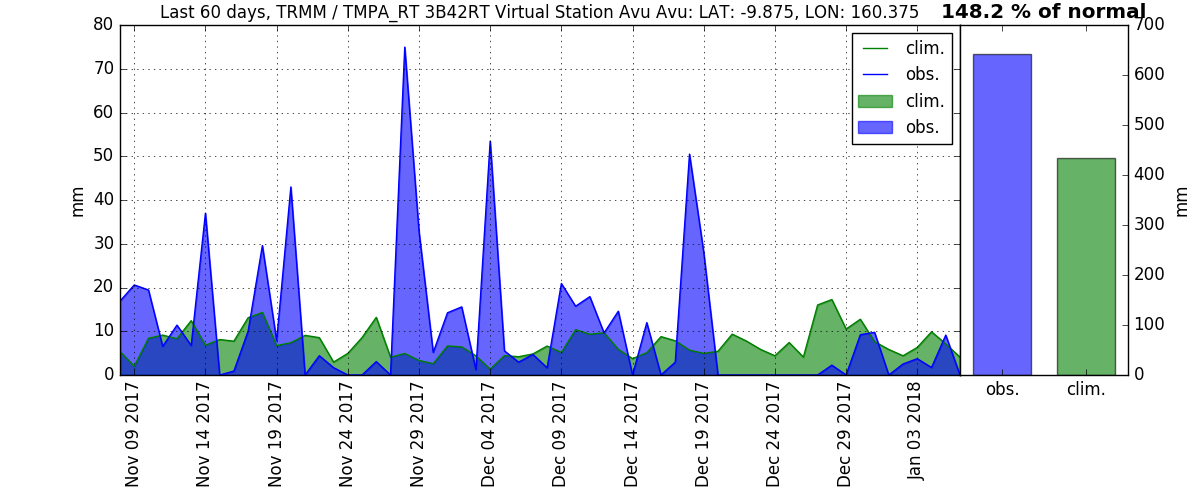 Last 60 days, TRMM / TMPA_RT 3B42RT Virtual Station Avu Avu: LAT: -9.875, LON: 160.375
148.2 % of normal
80
70
60
50
40
30
20
10
0
mm
clim.
obs.
clim.
obs.
700
600
500
400
300
200
100
0
mm
obs.
clim.
Nov 09 2017
Nov 14 2017
Nov 19 2017
Nov 24 2017
Nov 29 2017
Dec 04 2017
Dec 09 2017
Dec 14 2017
Dec 19 2017
Dec 24 2017
Dec 29 2017
Jan 03 2018